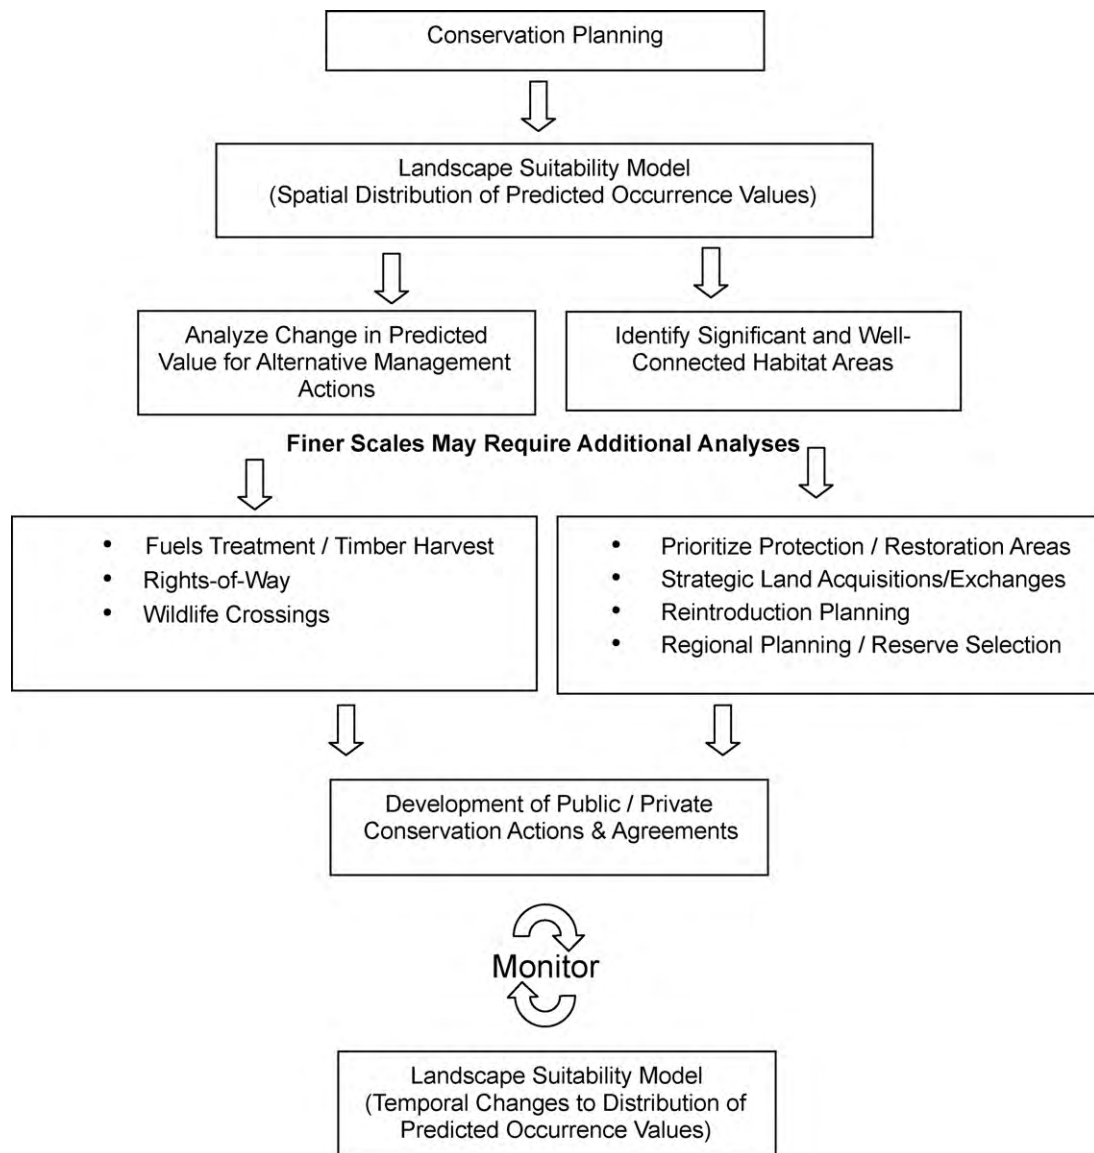 Conservation Planning
Landscape Suitability Model
(Spatial Distribution of Predicted Occurrence Values)
Analyze Change in Predicted
Value for Alternative Management
Actions
Identify Significant and Well-
Connected Habitat Areas
Finer Scales May Require Additional Analyses
• Fuels Treatment / Timber Harvest
• Rights-of-Way
• Wildlife Crossings
• Prioritize Protection / Restoration Areas
• Strategic Land Acquisitions/Exchanges
• Reintroduction Planning
• Regional Planning / Reserve Selection
Development of Public / Private
Conservation Actions & Agreements
Monitor
Landscape Suitability Model
(Temporal Changes to Distribution of
Predicted Occurrence Values)